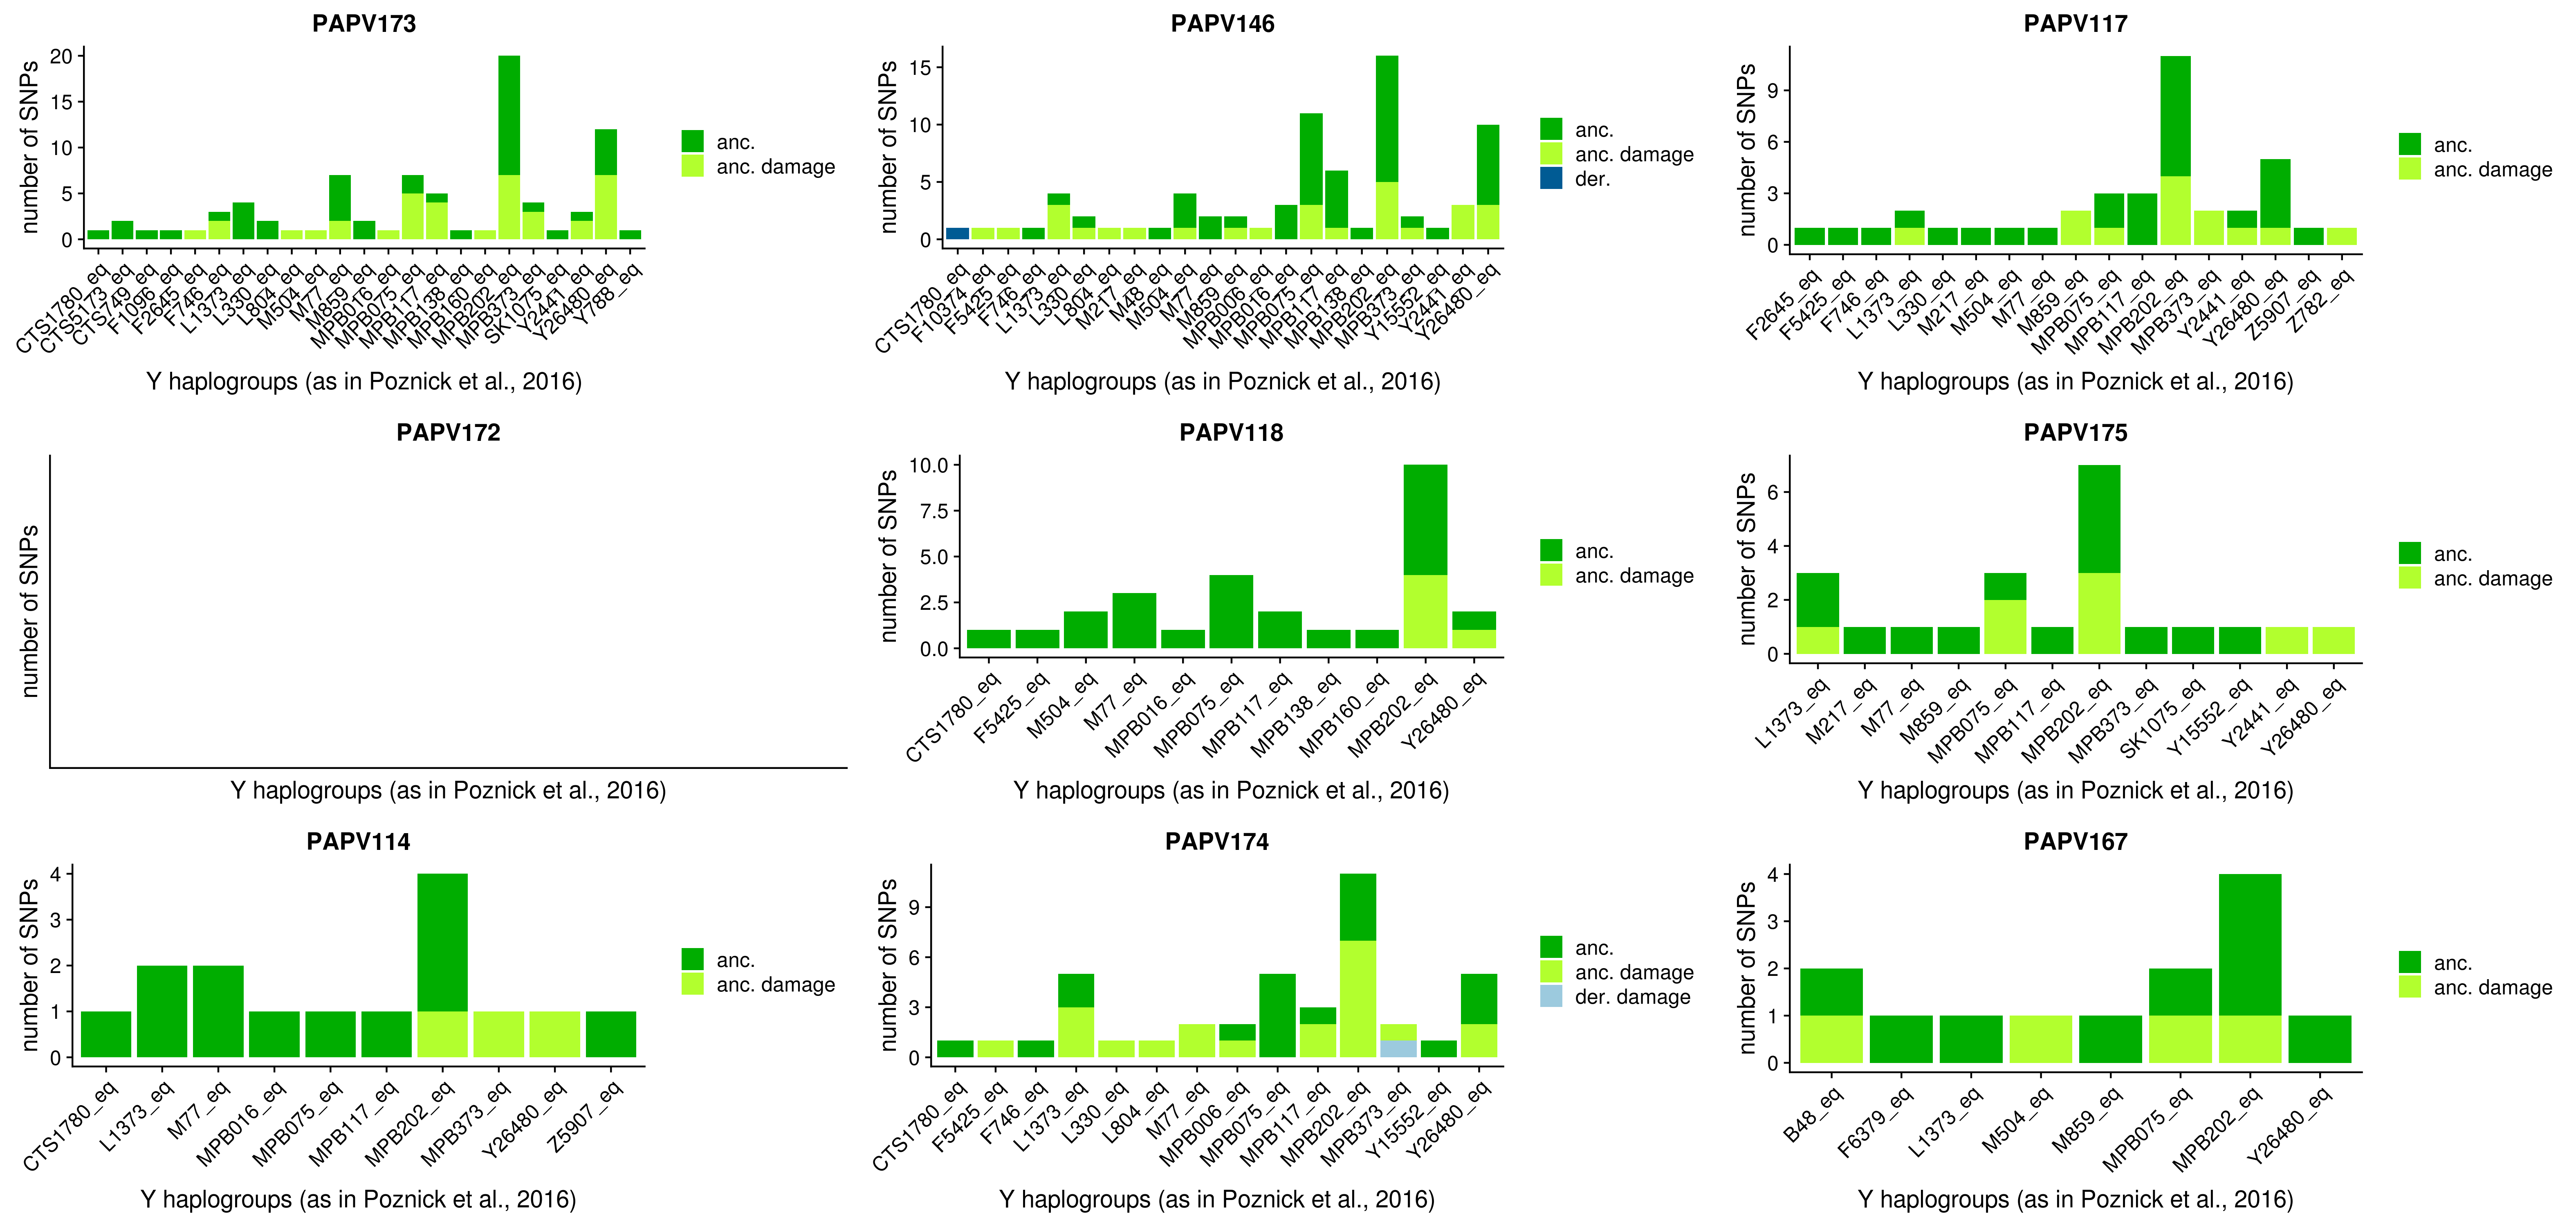 PAPV173
number of SNPs
20
15
10
5
0
CTS1780_eq
CTS5173_eq
CTS749_eq
F1096_eq
F2645_eq
F746_eq
L1373_eq
L330_eq
L804_eq
M504_eq
M77_eq
M859_eq
MPB016_eq
MPB075_eq
MPB117_eq
MPB138_eq
MPB160_eq
MPB202_eq
MPB373_eq
SK1075_eq
Y2441_eq
Y26480_eq
Y788_eq
Y haplogroups (as in Poznick et al., 2016)
anc.
anc. damage
PAPV146
number of SNPs
15
10
5
0
CTS1780_eq
F10374_eq
F5425_eq
F746_eq
L1373_eq
L330_eq
L804_eq
M217_eq
M48_eq
M504_eq
M77_eq
M859_eq
MPB006_eq
MPB016_eq
MPB075_eq
MPB117_eq
MPB138_eq
MPB202_eq
MPB373_eq
Y15552_eq
Y2441_eq
Y26480_eq
Y haplogroups (as in Poznick et al., 2016)
anc.
anc. damage
der.
PAPV117
number of SNPs
9
6
3
0
F2645_eq
F5425_eq
F746_eq
L1373_eq
L330_eq
M217_eq
M504_eq
M77_eq
M859_eq
MPB075_eq
MPB117_eq
MPB202_eq
MPB373_eq
Y2441_eq
Y26480_eq
Z5907_eq
Z782_eq
Y haplogroups (as in Poznick et al., 2016)
anc.
anc. damage
PAPV172
number of SNPs
Y haplogroups (as in Poznick et al., 2016)
PAPV118
number of SNPs
10.0
7.5
5.0
2.5
0.0
CTS1780_eq
F5425_eq
M504_eq
M77_eq
MPB016_eq
MPB075_eq
MPB117_eq
MPB138_eq
MPB160_eq
MPB202_eq
Y26480_eq
Y haplogroups (as in Poznick et al., 2016)
anc.
anc. damage
PAPV175
number of SNPs
6
4
2
0
L1373_eq
M217_eq
M77_eq
M859_eq
MPB075_eq
MPB117_eq
MPB202_eq
MPB373_eq
SK1075_eq
Y15552_eq
Y2441_eq
Y26480_eq
Y haplogroups (as in Poznick et al., 2016)
anc.
anc. damage
PAPV114
number of SNPs
4
3
2
1
0
CTS1780_eq
L1373_eq
M77_eq
MPB016_eq
MPB075_eq
MPB117_eq
MPB202_eq
MPB373_eq
Y26480_eq
Z5907_eq
Y haplogroups (as in Poznick et al., 2016)
anc.
anc. damage
PAPV174
number of SNPs
9
6
3
0
CTS1780_eq
F5425_eq
F746_eq
L1373_eq
L330_eq
L804_eq
M77_eq
MPB006_eq
MPB075_eq
MPB117_eq
MPB202_eq
MPB373_eq
Y15552_eq
Y26480_eq
Y haplogroups (as in Poznick et al., 2016)
anc.
anc. damage
der. damage
PAPV167
number of SNPs
4
3
2
1
0
B48_eq
F6379_eq
L1373_eq
M504_eq
M859_eq
MPB075_eq
MPB202_eq
Y26480_eq
Y haplogroups (as in Poznick et al., 2016)
anc.
anc. damage